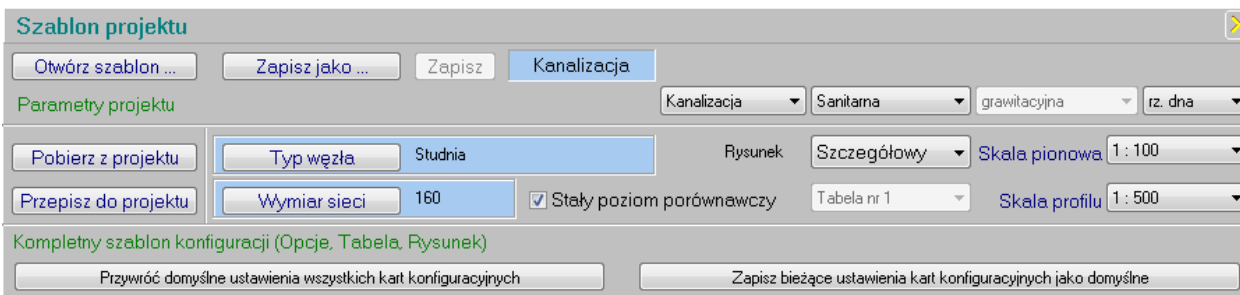 Szablon projektu
Otwórz szablon ... Zapisz jako ... Zapisz Kanalizacja
Parametry projektu Kanalizacja Sanitarna grawitacyjna rz. dna
Pobierz z projektu Typ węzła Studnia Rysunek Szczegółowy Skala pionowa 1 : 100
Przepisz do projektu Wymiar sieci 160 Stały poziom porównawczy Tabela nr 1 Skala profilu 1 : 500
Kompletny szablon konfiguracji (Opcje, Tabela, Rysunek)
Przywróć domyślne ustawienia wszystkich kart konfiguracyjnych Zapisz bieżące ustawienia kart konfiguracyjnych jako domyślne